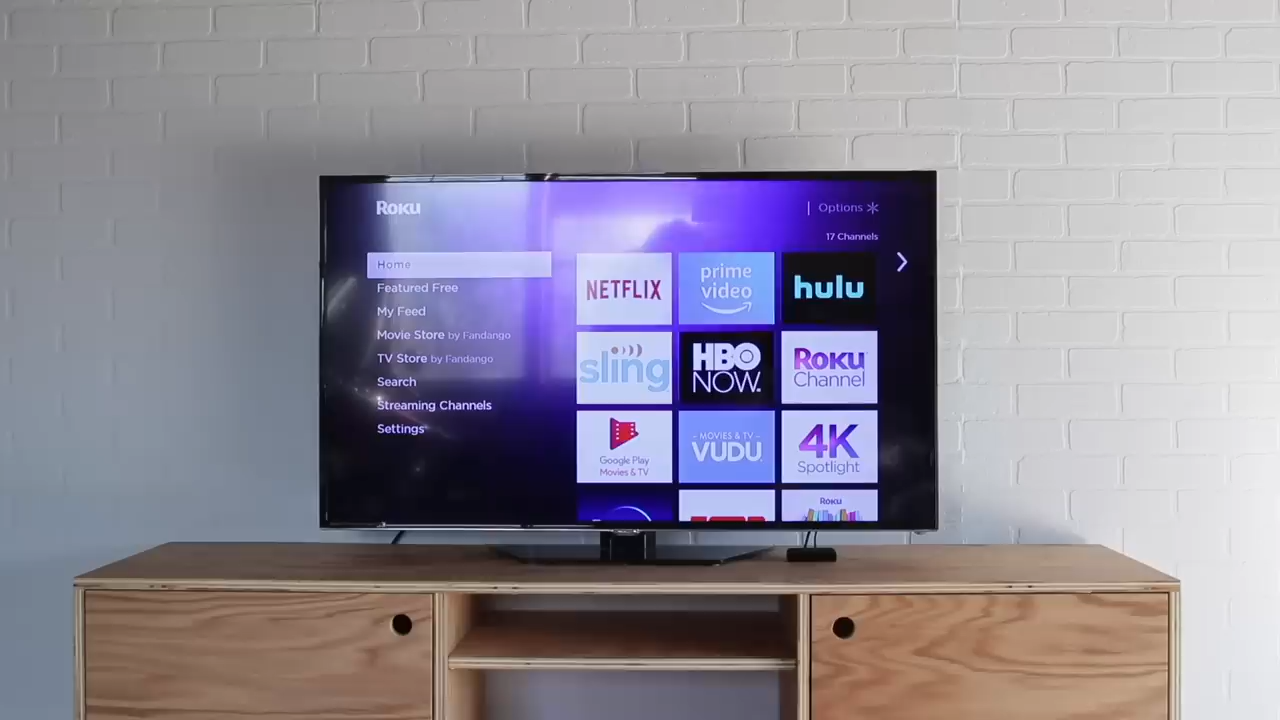 Roku
Options
17 Channels
Home
Featured Free
My Feed
Movie Store by Fandango
TV Store by Fandango
Search
Streaming Channels
Settings
NETFLIX
prime video
hulu
sling
HBO NOW.
Roku Channel
Google Play Movies & TV
MOVIES & TV VUDU
4K Spotlight
Roku